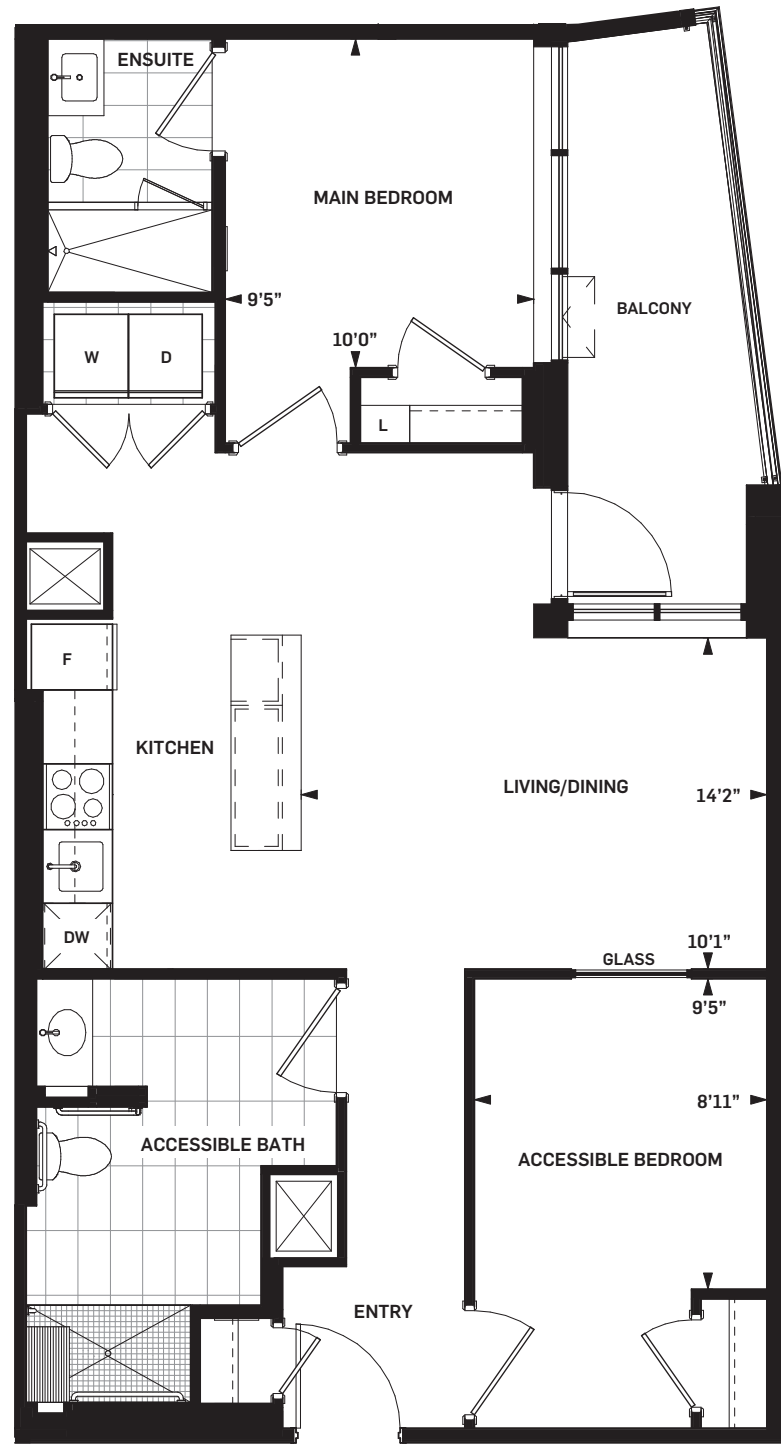 ENSUITE
MAIN BEDROOM
9'5"
BALCONY
10'0"
W
D
L
F
KITCHEN
LIVING/DINING
14'2"
DW
10'1"
GLASS
9'5"
8'11"
ACCESSIBLE BATH
ACCESSIBLE BEDROOM
ENTRY